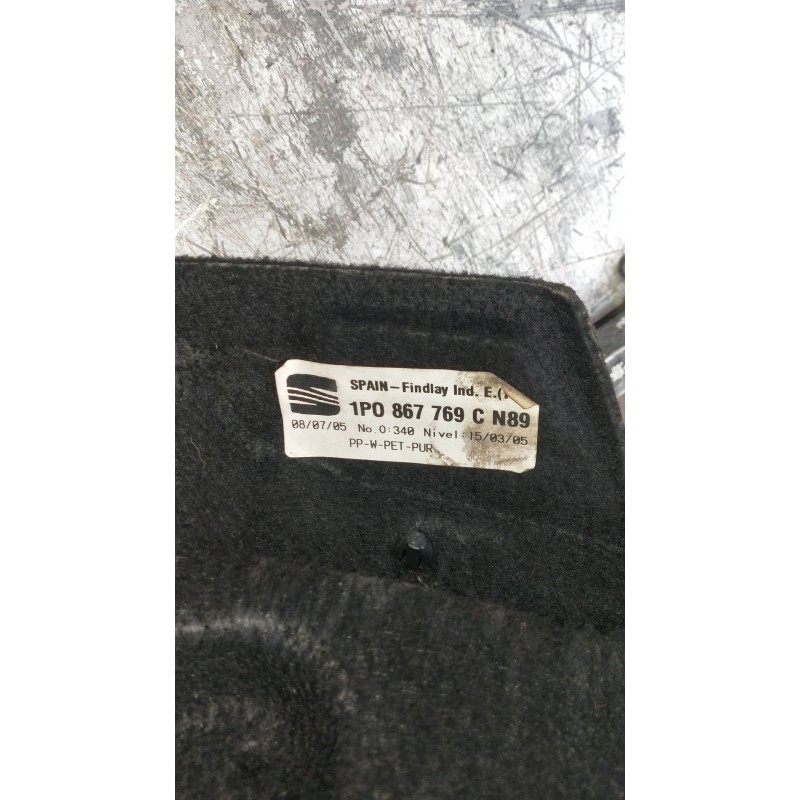 SPAIN-Findlay Ind. E.(
1P0 867 769 C N89
08/07/05 No.O:340 Nivel:15/03/05
PP-W-PET-PUR